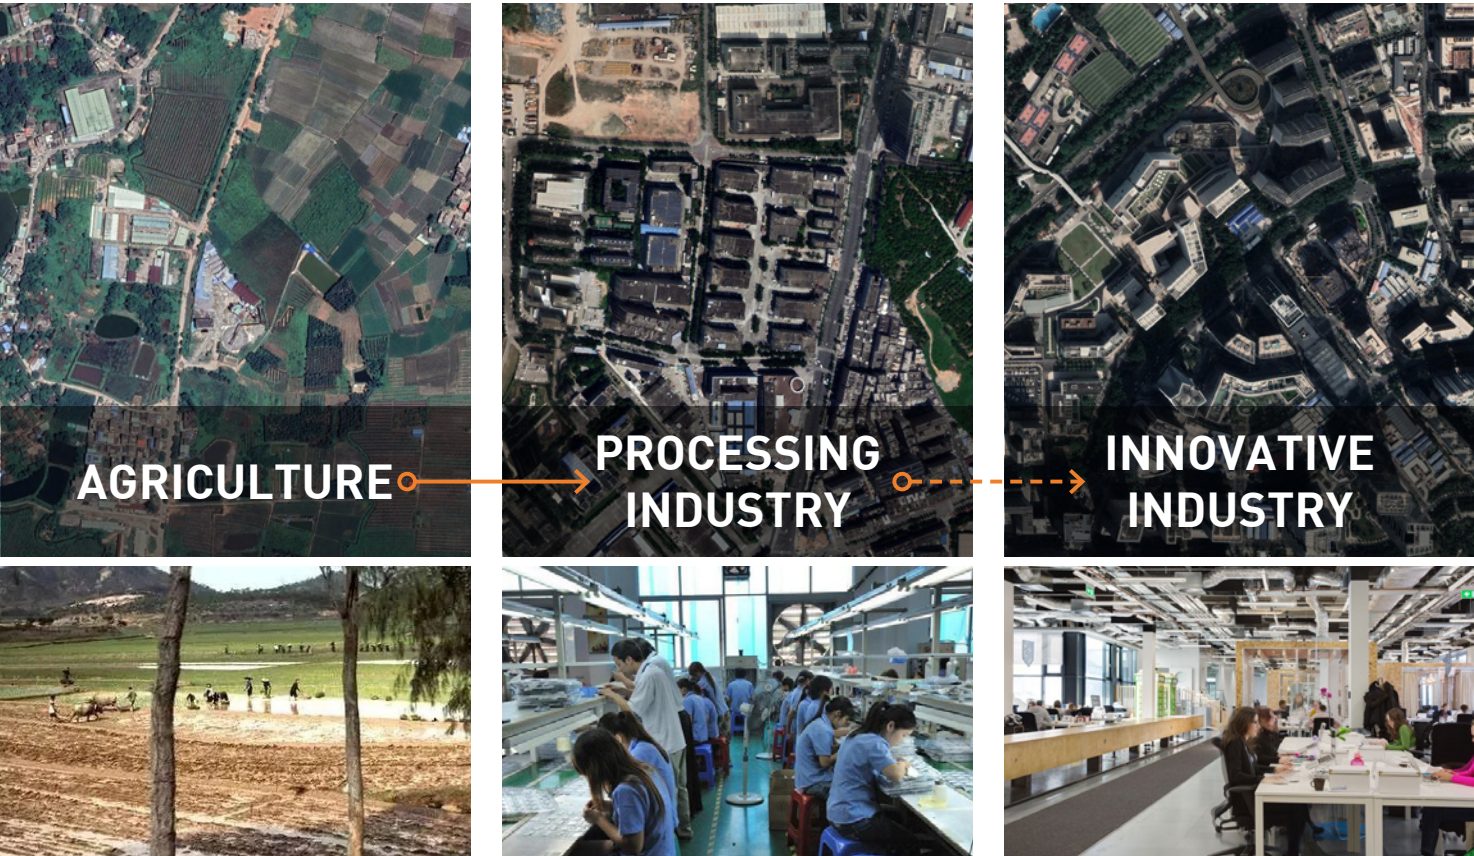 AGRICULTURE
PROCESSING
INDUSTRY
INNOVATIVE
INDUSTRY